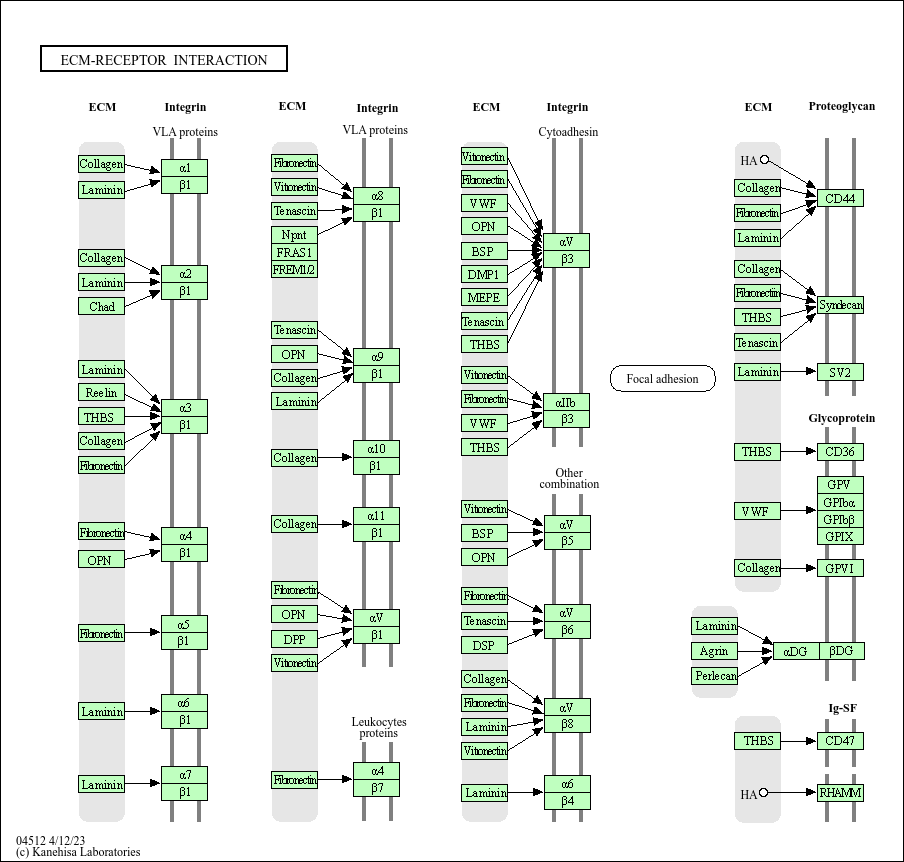 ECM-RECEPTOR INTERACTION
ECM
Integrin
VLA proteins
Collagen
Laminin
α1
β1
Collagen
Laminin
Chad
α2
β1
Laminin
Reelin
THBS
Collagen
Fibronectin
α3
β1
Fibronectin
OPN
α4
β1
Fibronectin
α5
β1
Laminin
α6
β1
Laminin
α7
β1
ECM
Integrin
VLA proteins
Fibronectin
Vitronectin
Tenascin
Npnt
FRAS1
FREM1/2
α8
β1
Tenascin
OPN
Collagen
Laminin
α9
β1
Collagen
α10
β1
Collagen
α11
β1
Fibronectin
OPN
DPP
Vitronectin
αV
β1
Leukocytes
proteins
Fibronectin
α4
β7
ECM
Integrin
Cytoadhesin
Vitronectin
Fibronectin
VWF
OPN
BSP
DMP1
MEPE
Tenascin
THBS
αV
β3
Vitronectin
Fibronectin
VWF
THBS
αIIb
β3
Other
combination
Vitronectin
BSP
OPN
αV
β5
Fibronectin
Tenascin
DSP
αV
β6
Collagen
Fibronectin
Laminin
Vitronectin
αV
β8
Laminin
α6
β4
Focal adhesion
ECM
Proteoglycan
HA
Collagen
Fibronectin
Laminin
CD44
Collagen
Fibronectin
THBS
Tenascin
Syndecan
Laminin
SV2
Glycoprotein
THBS
CD36
VWF
GPV
GPIbα
GPIbβ
GPIX
Collagen
GPVI
Laminin
Agrin
Perlecan
αDG
βDG
Ig-SF
THBS
CD47
HA
RHAMM
04512 4/12/23
(c) Kanehisa Laboratories